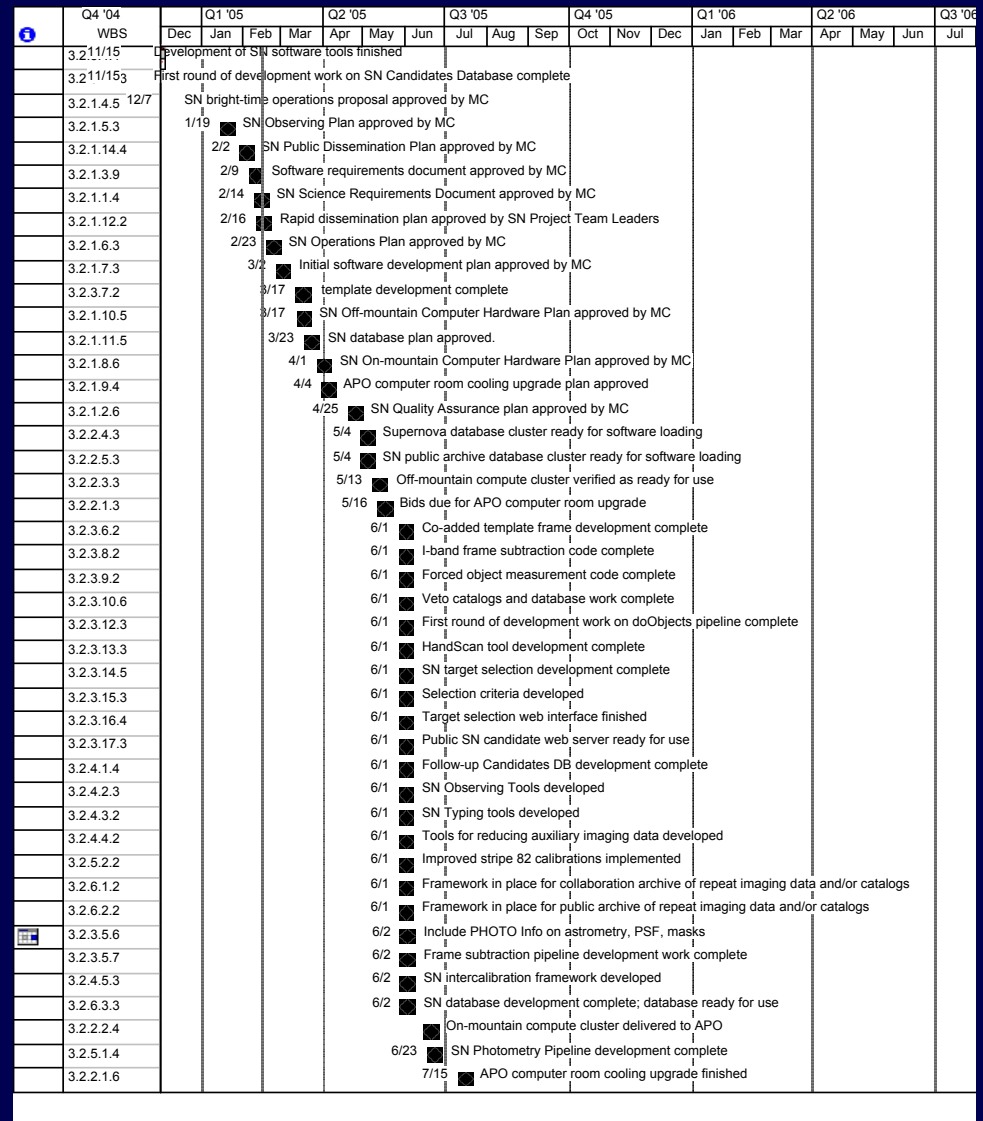 Q4 '04 Q1 '05 Q2 '05 Q3 '05 Q4 '05 Q1 '06 Q2 '06 Q3 '06
WBS Dec Jan Feb Mar Apr May Jun Jul Aug Sep Oct Nov Dec Jan Feb Mar Apr May Jun Jul
11/15 Development of SN software tools finished
11/15 First round of development work on SN Candidates Database complete
3.2.1.4.5 12/7 SN bright-time operations proposal approved by MC
3.2.1.5.3 1/19 SN Observing Plan approved by MC
3.2.1.14.4 2/2 SN Public Dissemination Plan approved by MC
3.2.1.3.9 2/9 Software requirements document approved by MC
3.2.1.1.4 2/14 SN Science Requirements Document approved by MC
3.2.1.12.2 2/16 Rapid dissemination plan approved by SN Project Team Leaders
3.2.1.6.3 2/23 SN Operations Plan approved by MC
3.2.1.7.3 3/2 Initial software development plan approved by MC
3.2.3.7.2 3/17 template development complete
3.2.1.10.5 3/17 SN Off-mountain Computer Hardware Plan approved by MC
3.2.1.11.5 3/23 SN database plan approved.
3.2.1.8.6 4/1 SN On-mountain Computer Hardware Plan approved by MC
3.2.1.9.4 4/4 APO computer room cooling upgrade plan approved
3.2.1.2.6 4/25 SN Quality Assurance plan approved by MC
3.2.2.4.3 5/4 Supernova database cluster ready for software loading
3.2.2.5.3 5/4 SN public archive database cluster ready for software loading
3.2.2.3.3 5/13 Off-mountain compute cluster verified as ready for use
3.2.2.1.3 5/16 Bids due for APO computer room upgrade
3.2.3.6.2 6/1 Co-added template frame development complete
3.2.3.8.2 6/1 I-band frame subtraction code complete
3.2.3.9.2 6/1 Forced object measurement code complete
3.2.3.10.6 6/1 Veto catalogs and database work complete
3.2.3.12.3 6/1 First round of development work on doObjects pipeline complete
3.2.3.13.3 6/1 HandScan tool development complete
3.2.3.14.5 6/1 SN target selection development complete
3.2.3.15.3 6/1 Selection criteria developed
3.2.3.16.4 6/1 Target selection web interface finished
3.2.3.17.3 6/1 Public SN candidate web server ready for use
3.2.4.1.4 6/1 Follow-up Candidates DB development complete
3.2.4.2.3 6/1 SN Observing Tools developed
3.2.4.3.2 6/1 SN Typing tools developed
3.2.4.4.2 6/1 Tools for reducing auxiliary imaging data developed
3.2.5.2.2 6/1 Improved stripe 82 calibrations implemented
3.2.6.1.2 6/1 Framework in place for collaboration archive of repeat imaging data and/or catalogs
3.2.6.2.2 6/1 Framework in place for public archive of repeat imaging data and/or catalogs
3.2.3.5.6 6/2 Include PHOTO Info on astrometry, PSF, masks
3.2.3.5.7 6/2 Frame subtraction pipeline development work complete
3.2.4.5.3 6/2 SN intercalibration framework developed
3.2.6.3.3 6/2 SN database development complete; database ready for use
3.2.2.2.4 On-mountain compute cluster delivered to APO
3.2.5.1.4 6/23 SN Photometry Pipeline development complete
3.2.2.1.6 7/15 APO computer room cooling upgrade finished